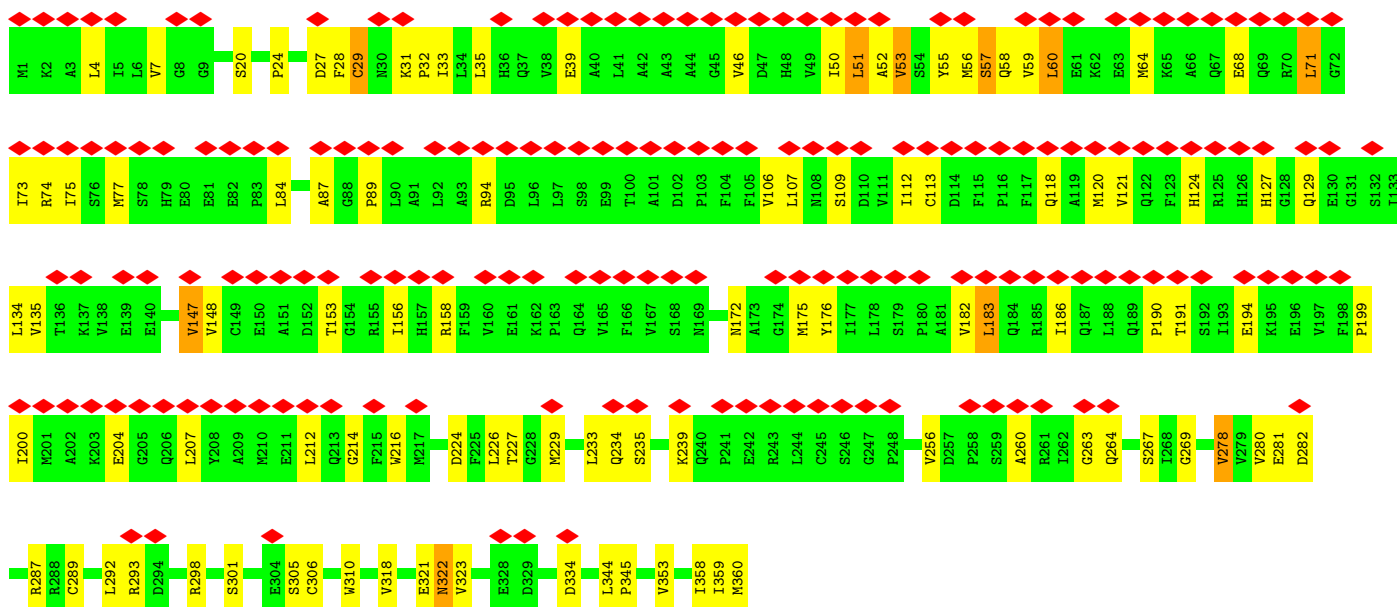 M1 K2 A3 L4 I5 L6 V7 G8 G9 S20 P24 D27 F28 C29 N30 K31 P32 I33 L34 L35 H36 Q37 V38 E39 A40 L41 A42 A43 A44 G45 V46 D47 H48 V49 I50 L51 A52 V53 S54 Y55 M56 S57 Q58 V59 L60 E61 K62 E63 M64 K65 A66 Q67 E68 Q69 R70 L71 G72
I73 R74 I75 S76 M77 S78 H79 E80 E81 E82 P83 L84 A87 G88 P89 L90 A91 L92 A93 R94 D95 L96 L97 S98 E99 T100 A101 D102 P103 F104 F105 V106 L107 N108 S109 D110 V111 I112 C113 D114 F115 P116 F117 Q118 A119 M120 V121 Q122 F123 H124 R125 H126 H127 G128 Q129 E130 G131 S132 I133
L134 V135 T136 K137 V138 E139 E140 V147 V148 C149 E150 A151 D152 T153 G154 R155 I156 H157 R158 F159 V160 E161 K162 P163 Q164 V165 F166 V167 S168 N169 N172 A173 G174 M175 Y176 I177 L178 S179 P180 A181 V182 L183 Q184 R185 I186 Q187 L188 Q189 P190 T191 S192 I193 E194 K195 E196 V197 F198 P199
I200 M201 A202 K203 E204 G205 Q206 L207 Y208 A209 M210 E211 L212 Q213 G214 F215 W216 M217 D224 F225 L226 T227 G228 M229 L233 Q234 S235 K239 Q240 P241 E242 R243 L244 C245 S246 G247 P248 V256 D257 P258 S259 A260 R261 I262 G263 Q264 S267 I268 G269 V278 V279 V280 E281 D282
R287 R288 C289 L292 R293 D294 R298 S301 E304 S305 C306 W310 V318 E321 N322 V323 E328 D329 D334 L344 P345 V353 I358 I359 M360